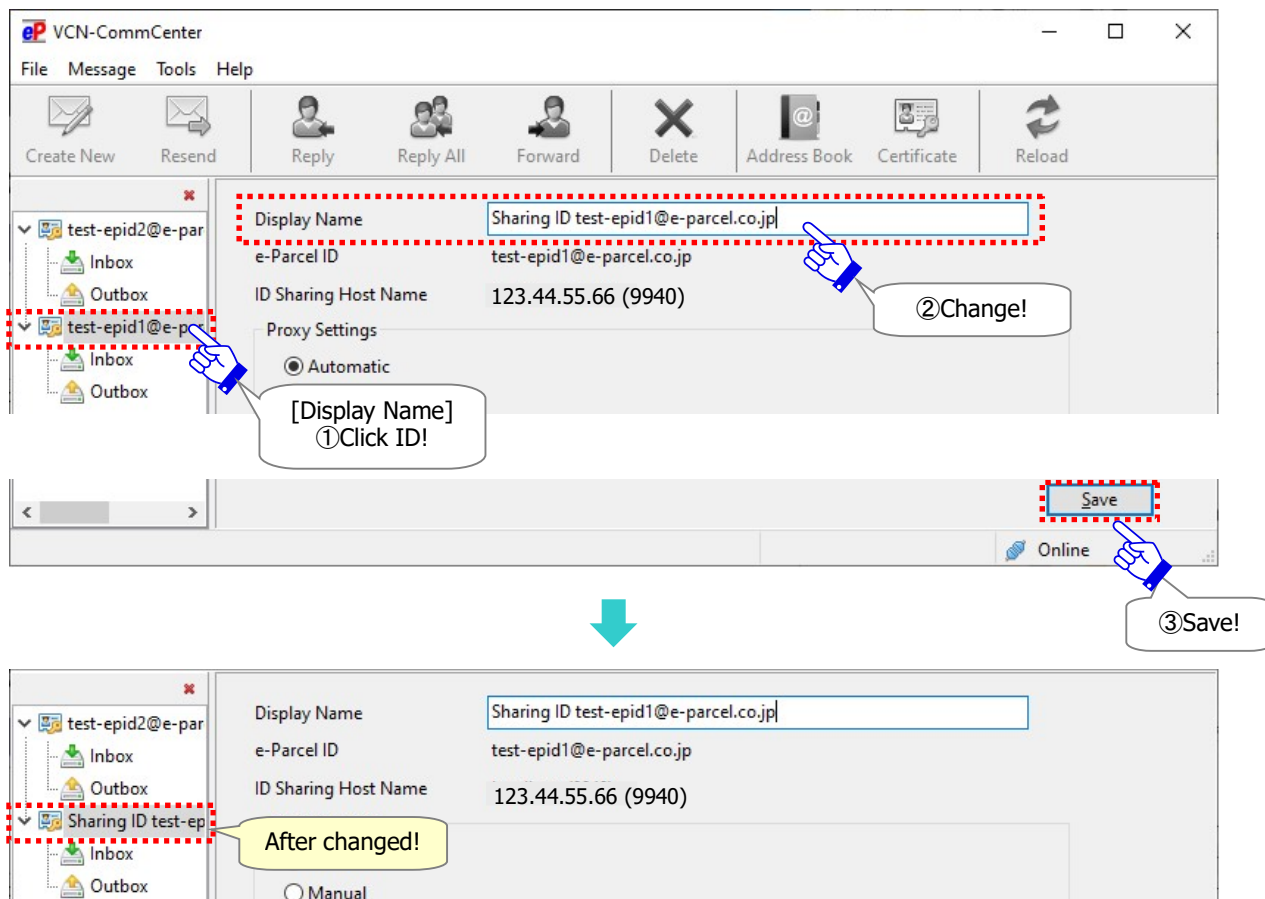 eP VCN-CommCenter
File Message Tools Help
Create New Resend Reply Reply All Forward Delete Address Book Certificate Reload
Display Name Sharing ID test-epid1@e-parcel.co.jp
test-epid2@e-par
e-Parcel ID test-epid1@e-parcel.co.jp
Inbox
ID Sharing Host Name 123.44.55.66 (9940)
Outbox
②Change!
test-epid1@e-par
Proxy Settings
Inbox
Automatic
Outbox
[Display Name]
①Click ID!
Save
Online
③Save!
Display Name Sharing ID test-epid1@e-parcel.co.jp
test-epid2@e-par
e-Parcel ID test-epid1@e-parcel.co.jp
Inbox
ID Sharing Host Name 123.44.55.66 (9940)
Outbox
Sharing ID test-ep
After changed!
Inbox
Outbox
Manual